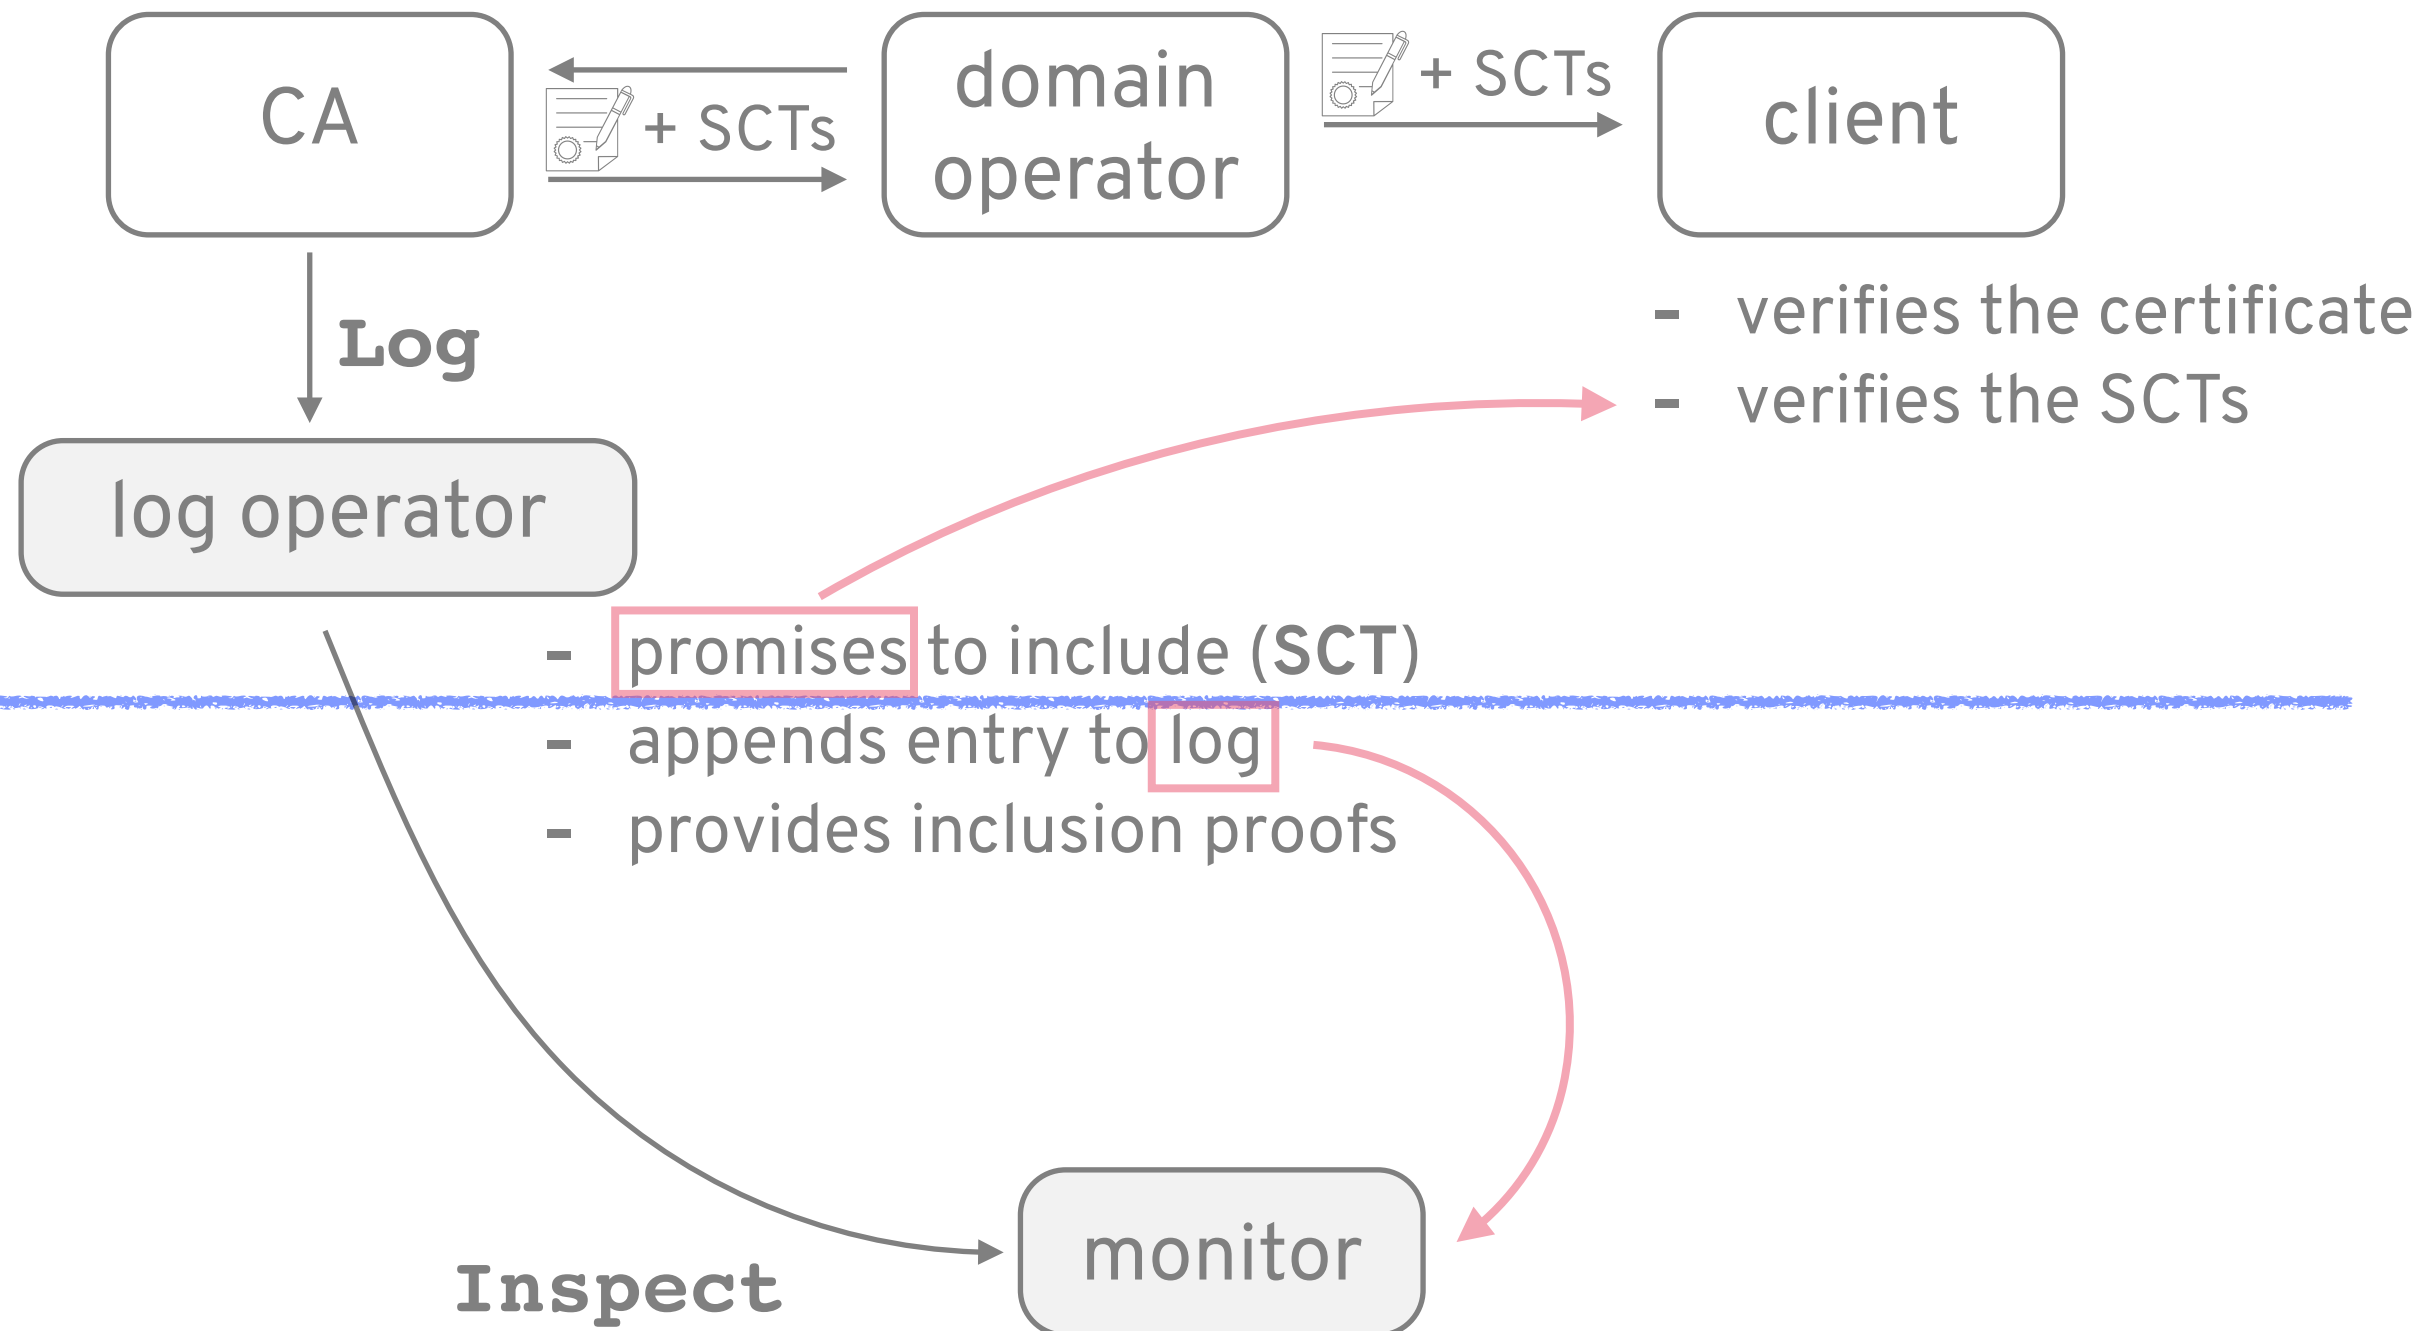 CA
+ SCTs
domain
operator
+ SCTs
client
- verifies the certificate
- verifies the SCTs
Log
log operator
- promises to include (SCT)
- appends entry to log
- provides inclusion proofs
Inspect
monitor